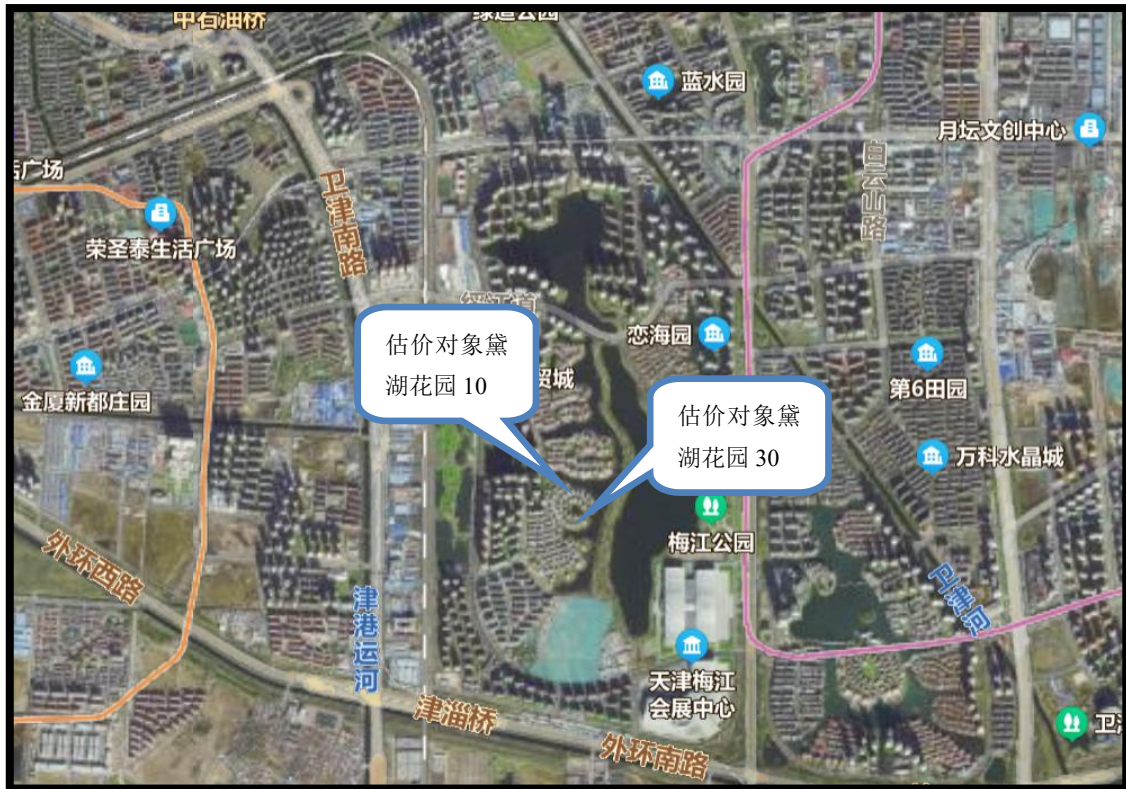 中石油桥
绿道公园
蓝水园
月坛文创中心
活广场
卫津南路
白云山路
荣圣泰生活广场
绥江道
估价对象黛
湖花园 10
恋海园
贸城
第6田园
金厦新都庄园
估价对象黛
湖花园 30
万科水晶城
梅江公园
外环西路
卫津河
津港运河
天津梅江
会展中心
津淄桥
外环南路